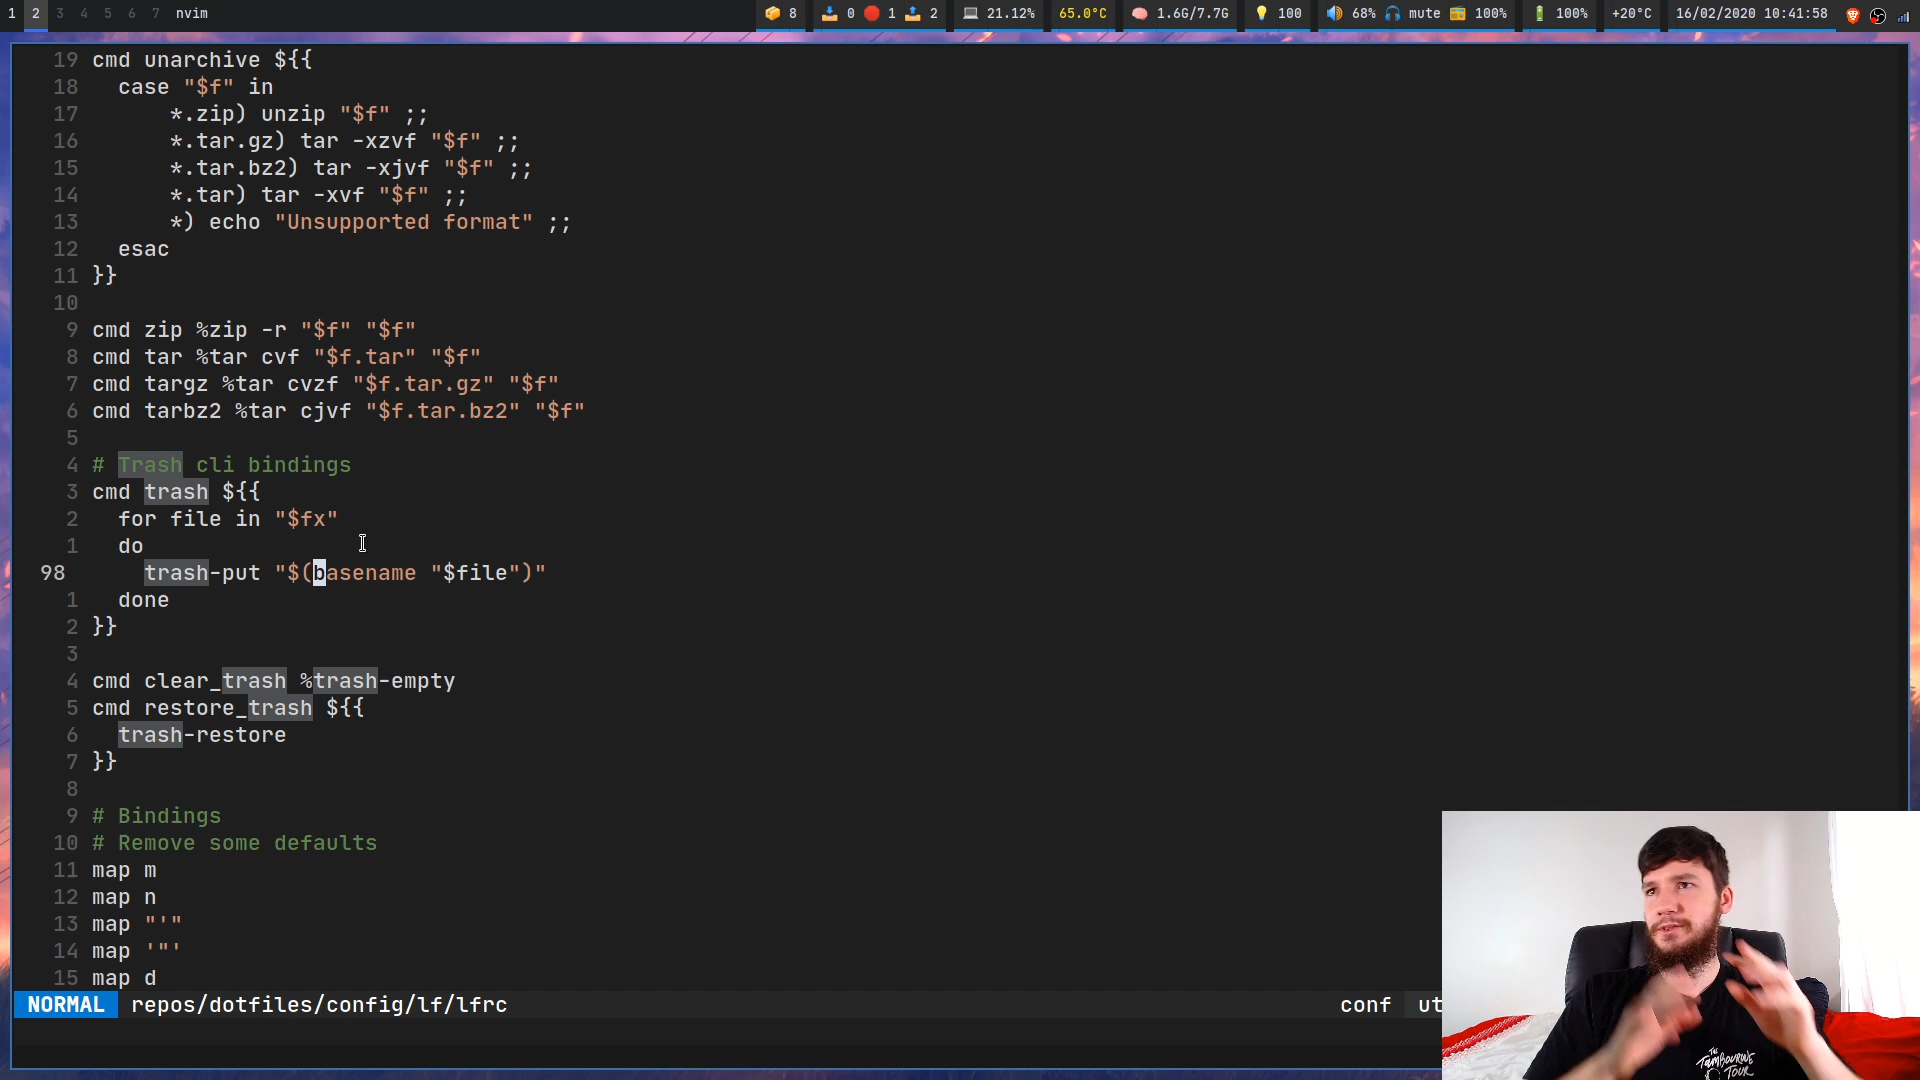 1 2 3 4 5 6 7 nvim 8 0 1 2 21.12% 65.0°C 1.6G/7.7G 100 68% mute 100% 100% +20°C 16/02/2020 10:41:58
19 cmd unarchive ${{
18 case "$f" in
17 *.zip) unzip "$f" ;;
16 *.tar.gz) tar -xzvf "$f" ;;
15 *.tar.bz2) tar -xjvf "$f" ;;
14 *.tar) tar -xvf "$f" ;;
13 *) echo "Unsupported format" ;;
12 esac
11 }}
10
9 cmd zip %zip -r "$f" "$f"
8 cmd tar %tar cvf "$f.tar" "$f"
7 cmd targz %tar cvzf "$f.tar.gz" "$f"
6 cmd tarbz2 %tar cjvf "$f.tar.bz2" "$f"
5
4 # Trash cli bindings
3 cmd trash ${{
2 for file in "$fx"
1 do
98 trash-put "$(basename "$file")"
1 done
2 }}
3
4 cmd clear_trash %trash-empty
5 cmd restore_trash ${{
6 trash-restore
7 }}
8
9 # Bindings
10 # Remove some defaults
11 map m
12 map n
13 map "'"
14 map '"'
15 map d
NORMAL repos/dotfiles/config/lf/lfrc conf ut
THE
TAMBOURINE
TOUR